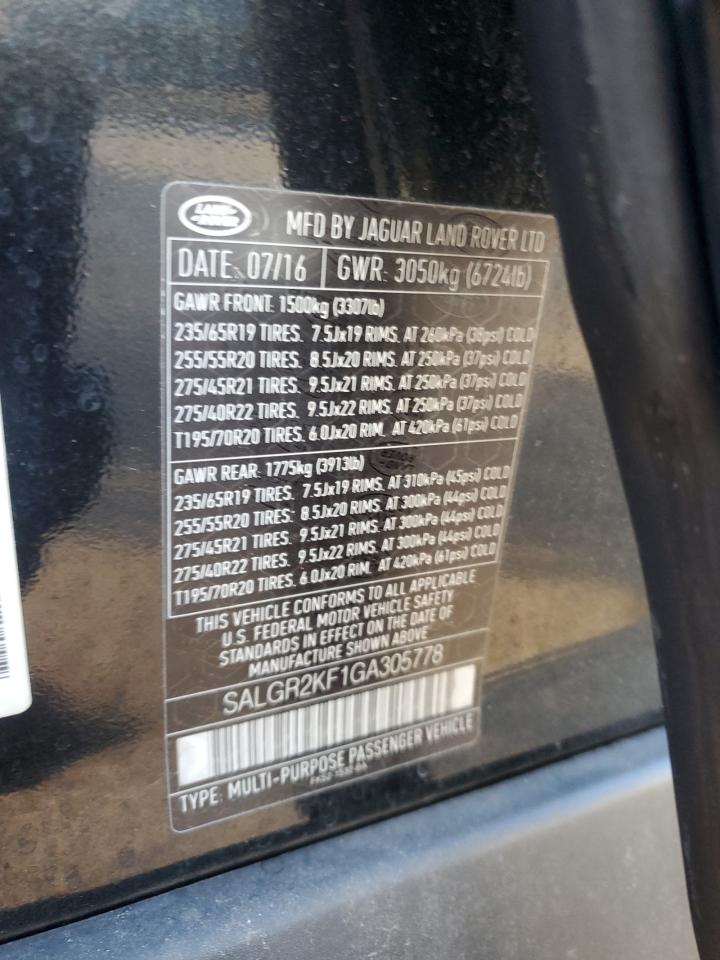 LAND-
-ROVER
MFD BY JAGUAR LAND ROVER LTD
DATE: 07/16 GWR: 3050kg (6724lb)
GAWR FRONT: 1500kg (3307lb)
235/65R19 TIRES. 7.5Jx19 RIMS. AT 260kPa (38psi) COLD
255/55R20 TIRES. 8.5Jx20 RIMS. AT 250kPa (37psi) COLD
275/45R21 TIRES. 9.5Jx21 RIMS. AT 250kPa (37psi) COLD
275/40R22 TIRES. 9.5Jx22 RIMS. AT 250kPa (37psi) COLD
T195/70R20 TIRES. 6.0Jx20 RIM. AT 420kPa (61psi) COLD
GAWR REAR: 1775kg (3913lb)
235/65R19 TIRES. 7.5Jx19 RIMS. AT 310kPa (45psi) COLD
255/55R20 TIRES: 8.5Jx20 RIMS. AT 300kPa (44psi) COLD
275/45R21 TIRES. 9.5Jx21 RIMS. AT 300kPa (44psi) COLD
275/40R22 TIRES. 9.5Jx22 RIMS. AT 300kPa (44psi) COLD
T195/70R20 TIRES. 6.0Jx20 RIM. AT 420kPa (61psi) COLD
THIS VEHICLE CONFORMS TO ALL APPLICABLE
U.S. FEDERAL MOTOR VEHICLE SAFETY
STANDARDS IN EFFECT ON THE DATE OF
MANUFACTURE SHOWN ABOVE
SALGR2KF1GA305778
TYPE: MULTI-PURPOSE PASSENGER VEHICLE